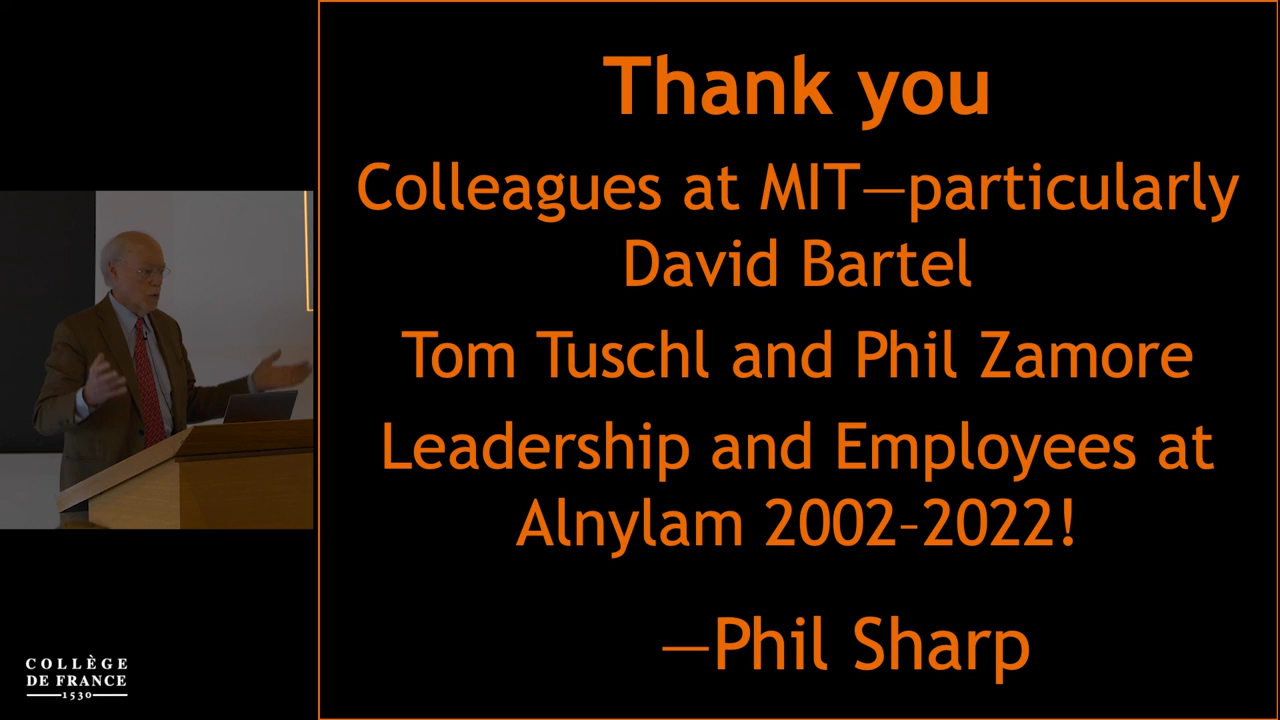 Thank you
Colleagues at MIT—particularly
David Bartel
Tom Tuschl and Phil Zamore
Leadership and Employees at
Alnylam 2002–2022!
—Phil Sharp
COLLÈGE
DE FRANCE
1530